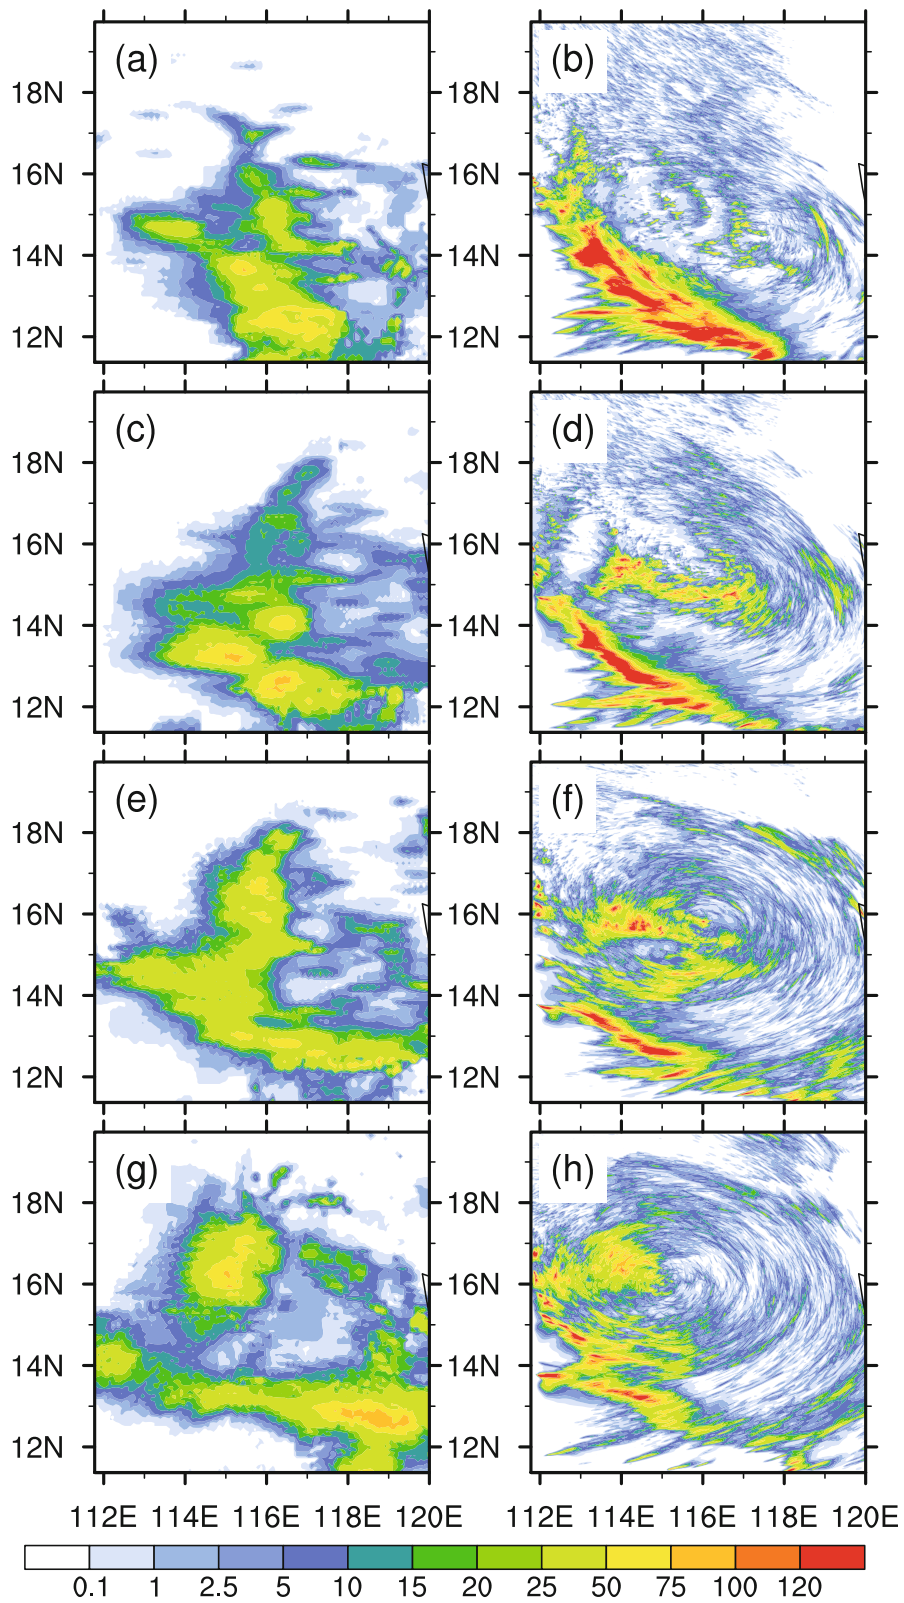 (a) (b)
18N 18N
16N 16N
14N 14N
12N 12N
(c) (d)
18N 18N
16N 16N
14N 14N
12N 12N
(e) (f)
18N 18N
16N 16N
14N 14N
12N 12N
(g) (h)
18N 18N
16N 16N
14N 14N
12N 12N
112E 114E 116E 118E 120E 112E 114E 116E 118E 120E
0.1 1 2.5 5 10 15 20 25 50 75 100 120